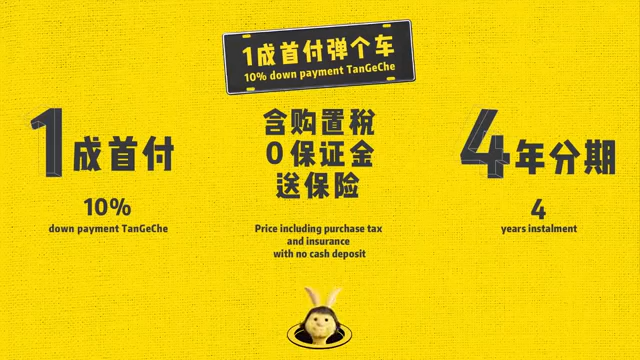 1成首付弹个车
10% down payment TanGeChe
1成首付
10%
down payment TanGeChe
含购置税
0保证金
送保险
Price including purchase tax
and insurance
with no cash deposit
4年分期
4
years instalment